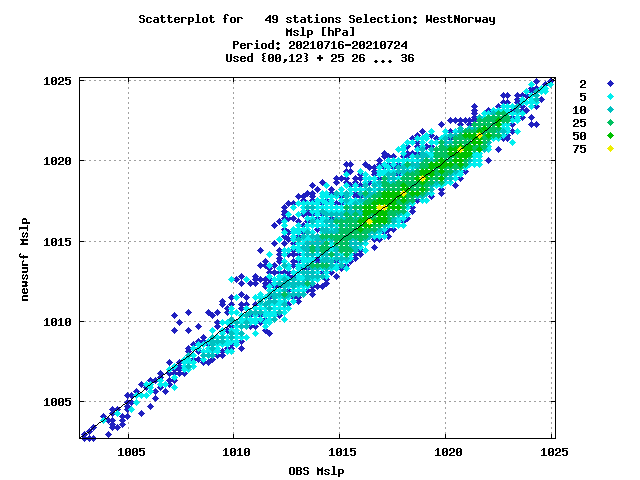 Scatterplot for   49 stations Selection: WestNorway
Mslp [hPa]
Period: 20210716-20210724
Used {00,12} + 25 26 ... 36
2
5
10
25
50
75
1025
1020
1015
1010
1005
newsurf Mslp
1005 1010 1015 1020 1025
OBS Mslp